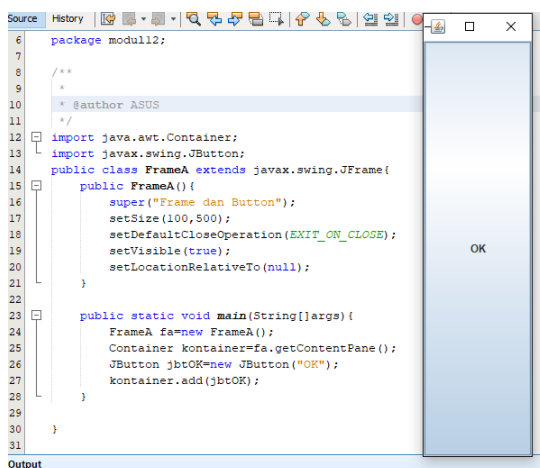 Source History
6 package modull2;
7
8 /**
9 *
10 * @author ASUS
11 */
12 import java.awt.Container;
13 import javax.swing.JButton;
14 public class FrameA extends javax.swing.JFrame{
15 public FrameA(){
16 super("Frame dan Button");
17 setSize(100,500);
18 setDefaultCloseOperation(EXIT_ON_CLOSE);
19 setVisible(true);
20 setLocationRelativeTo(null);
21 }
22
23 public static void main(String[]args){
24 FrameA fa=new FrameA();
25 Container kontainer=fa.getContentPane();
26 JButton jbtOK=new JButton("OK");
27 kontainer.add(jbtOK);
28 }
29
30 }
31
Output
OK